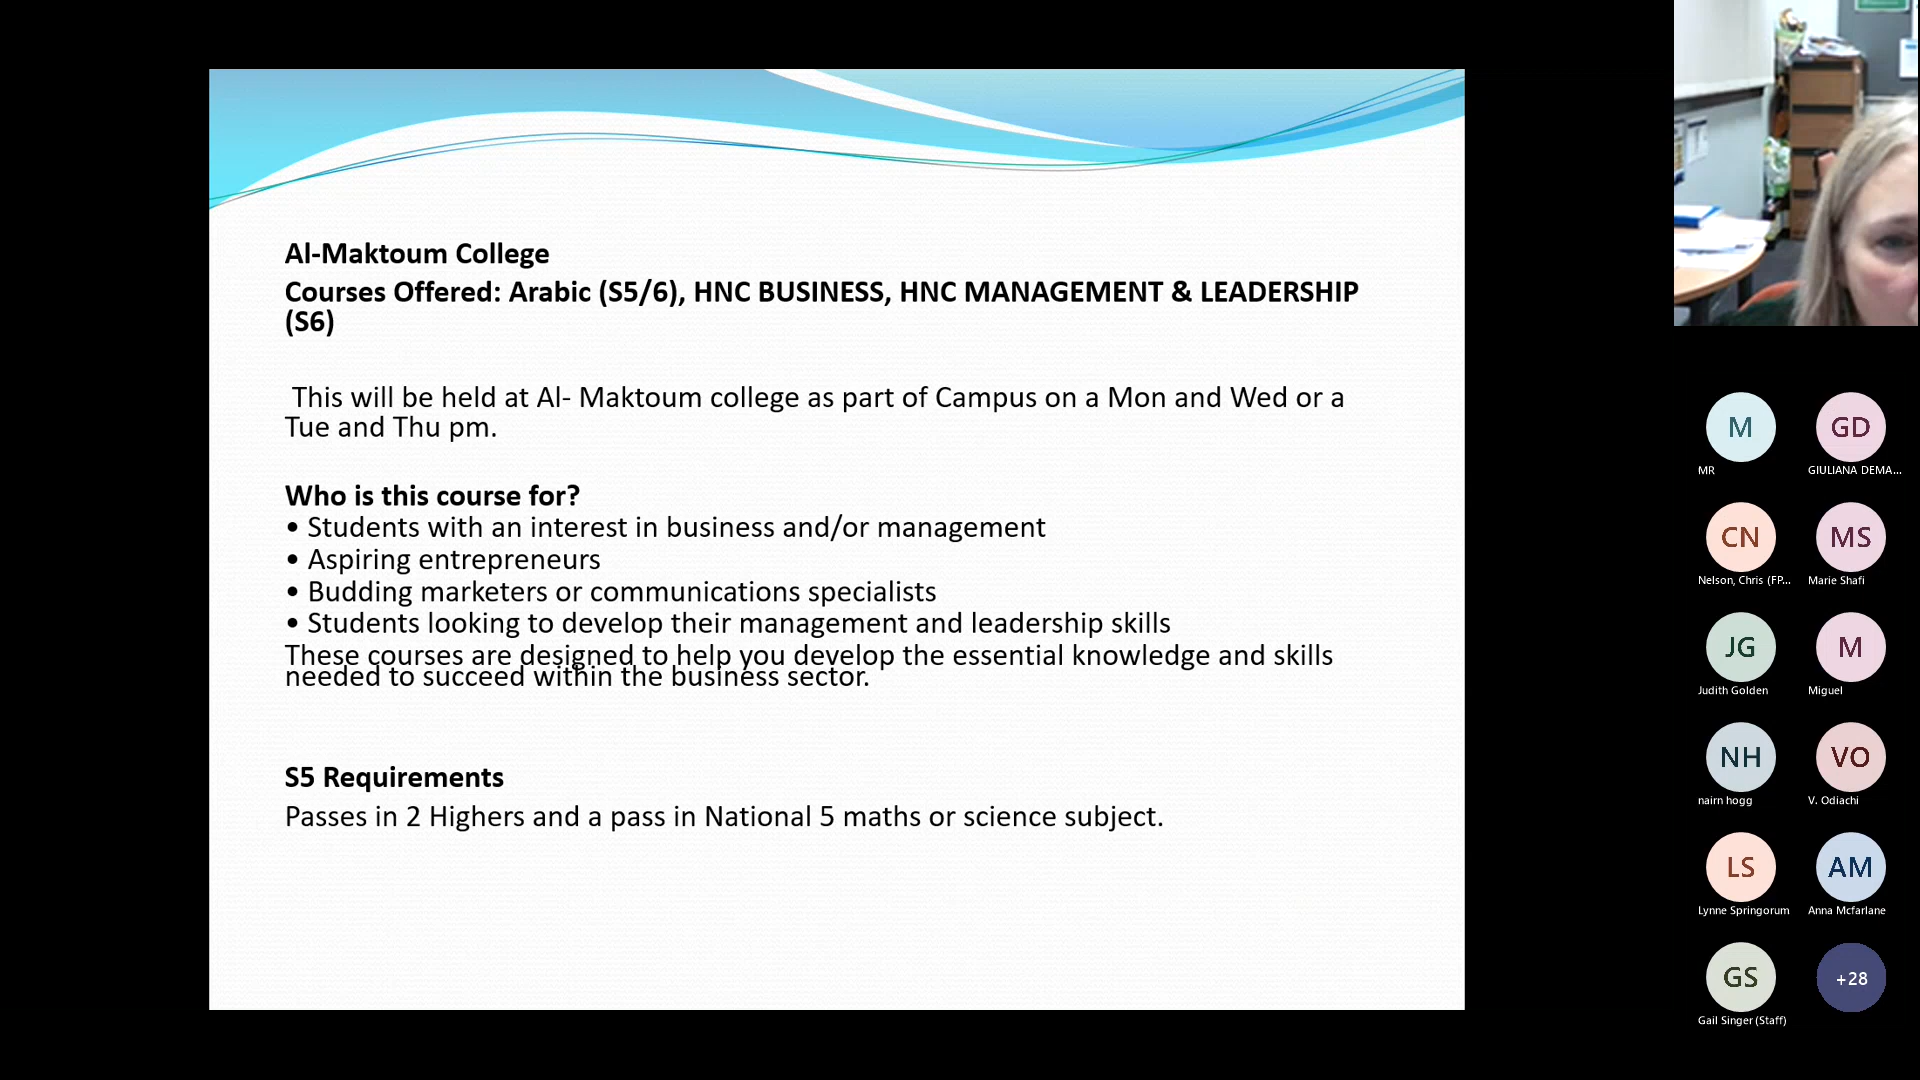 Al-Maktoum College
Courses Offered: Arabic (S5/6), HNC BUSINESS, HNC MANAGEMENT & LEADERSHIP
(S6)
This will be held at Al- Maktoum college as part of Campus on a Mon and Wed or a
Tue and Thu pm.
Who is this course for?
• Students with an interest in business and/or management
• Aspiring entrepreneurs
• Budding marketers or communications specialists
• Students looking to develop their management and leadership skills
These courses are designed to help you develop the essential knowledge and skills
needed to succeed within the business sector.
S5 Requirements
Passes in 2 Highers and a pass in National 5 maths or science subject.
M
MR
GD
GIULIANA DEMA...
CN
Nelson, Chris (FP...
MS
Marie Shafi
JG
Judith Golden
M
Miguel
NH
nairn hogg
VO
V. Odiachi
LS
Lynne Springorum
AM
Anna Mcfarlane
GS
Gail Singer (Staff)
+28